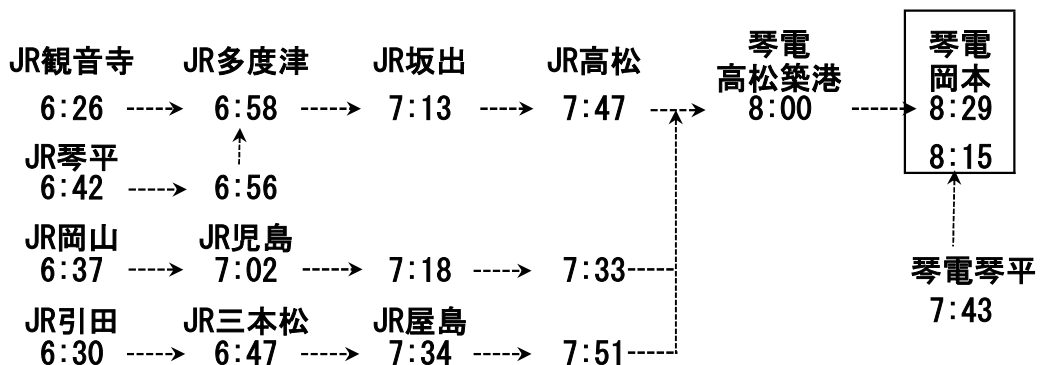 JR観音寺 JR多度津 JR坂出 JR高松 琴電 高松築港 琴電 岡本
6:26 6:58 7:13 7:47 8:00 8:29
8:15
JR琴平
6:42 6:56
JR岡山 JR児島
6:37 7:02 7:18 7:33
琴電琴平
7:43
JR引田 JR三本松 JR屋島
6:30 6:47 7:34 7:51